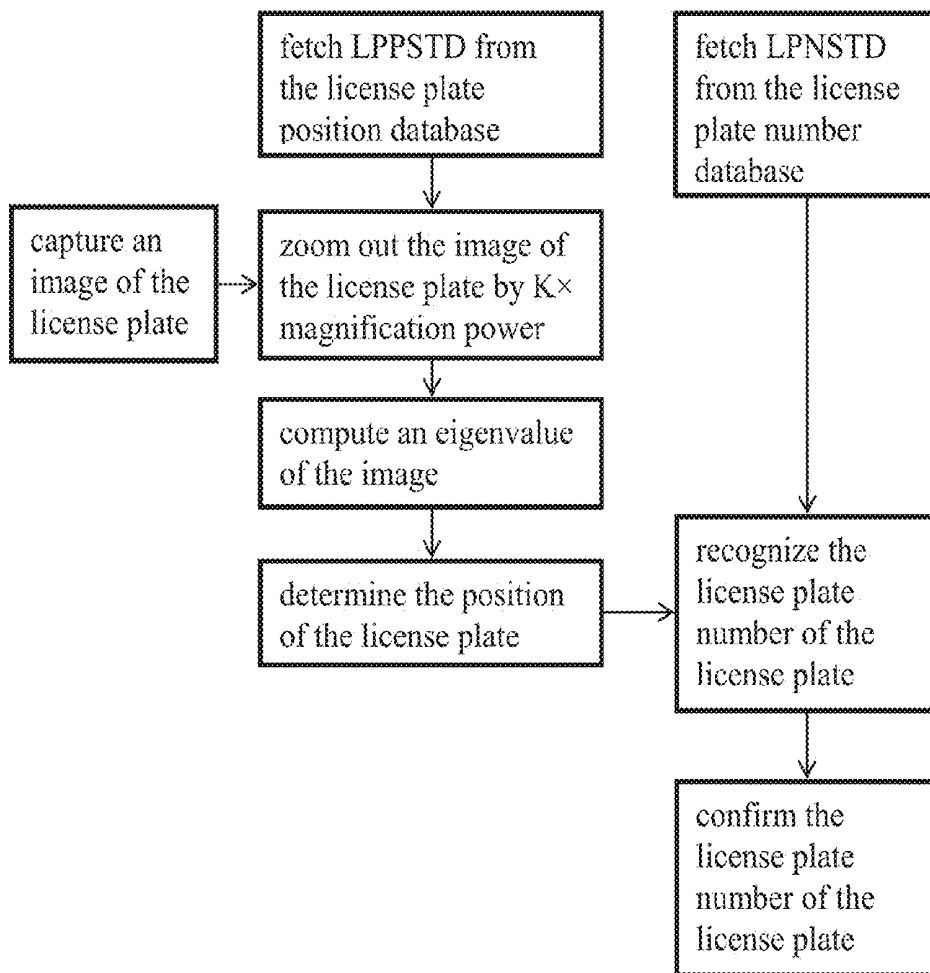 fetch LPPSTD from
the license plate
position database
fetch LPNSTD
from the license
plate number
database
capture an
image of the
license plate
zoom out the image of
the license plate by K×
magnification power
compute an eigenvalue
of the image
determine the position
of the license plate
recognize the
license plate
number of the
license plate
confirm the
license plate
number of the
license plate